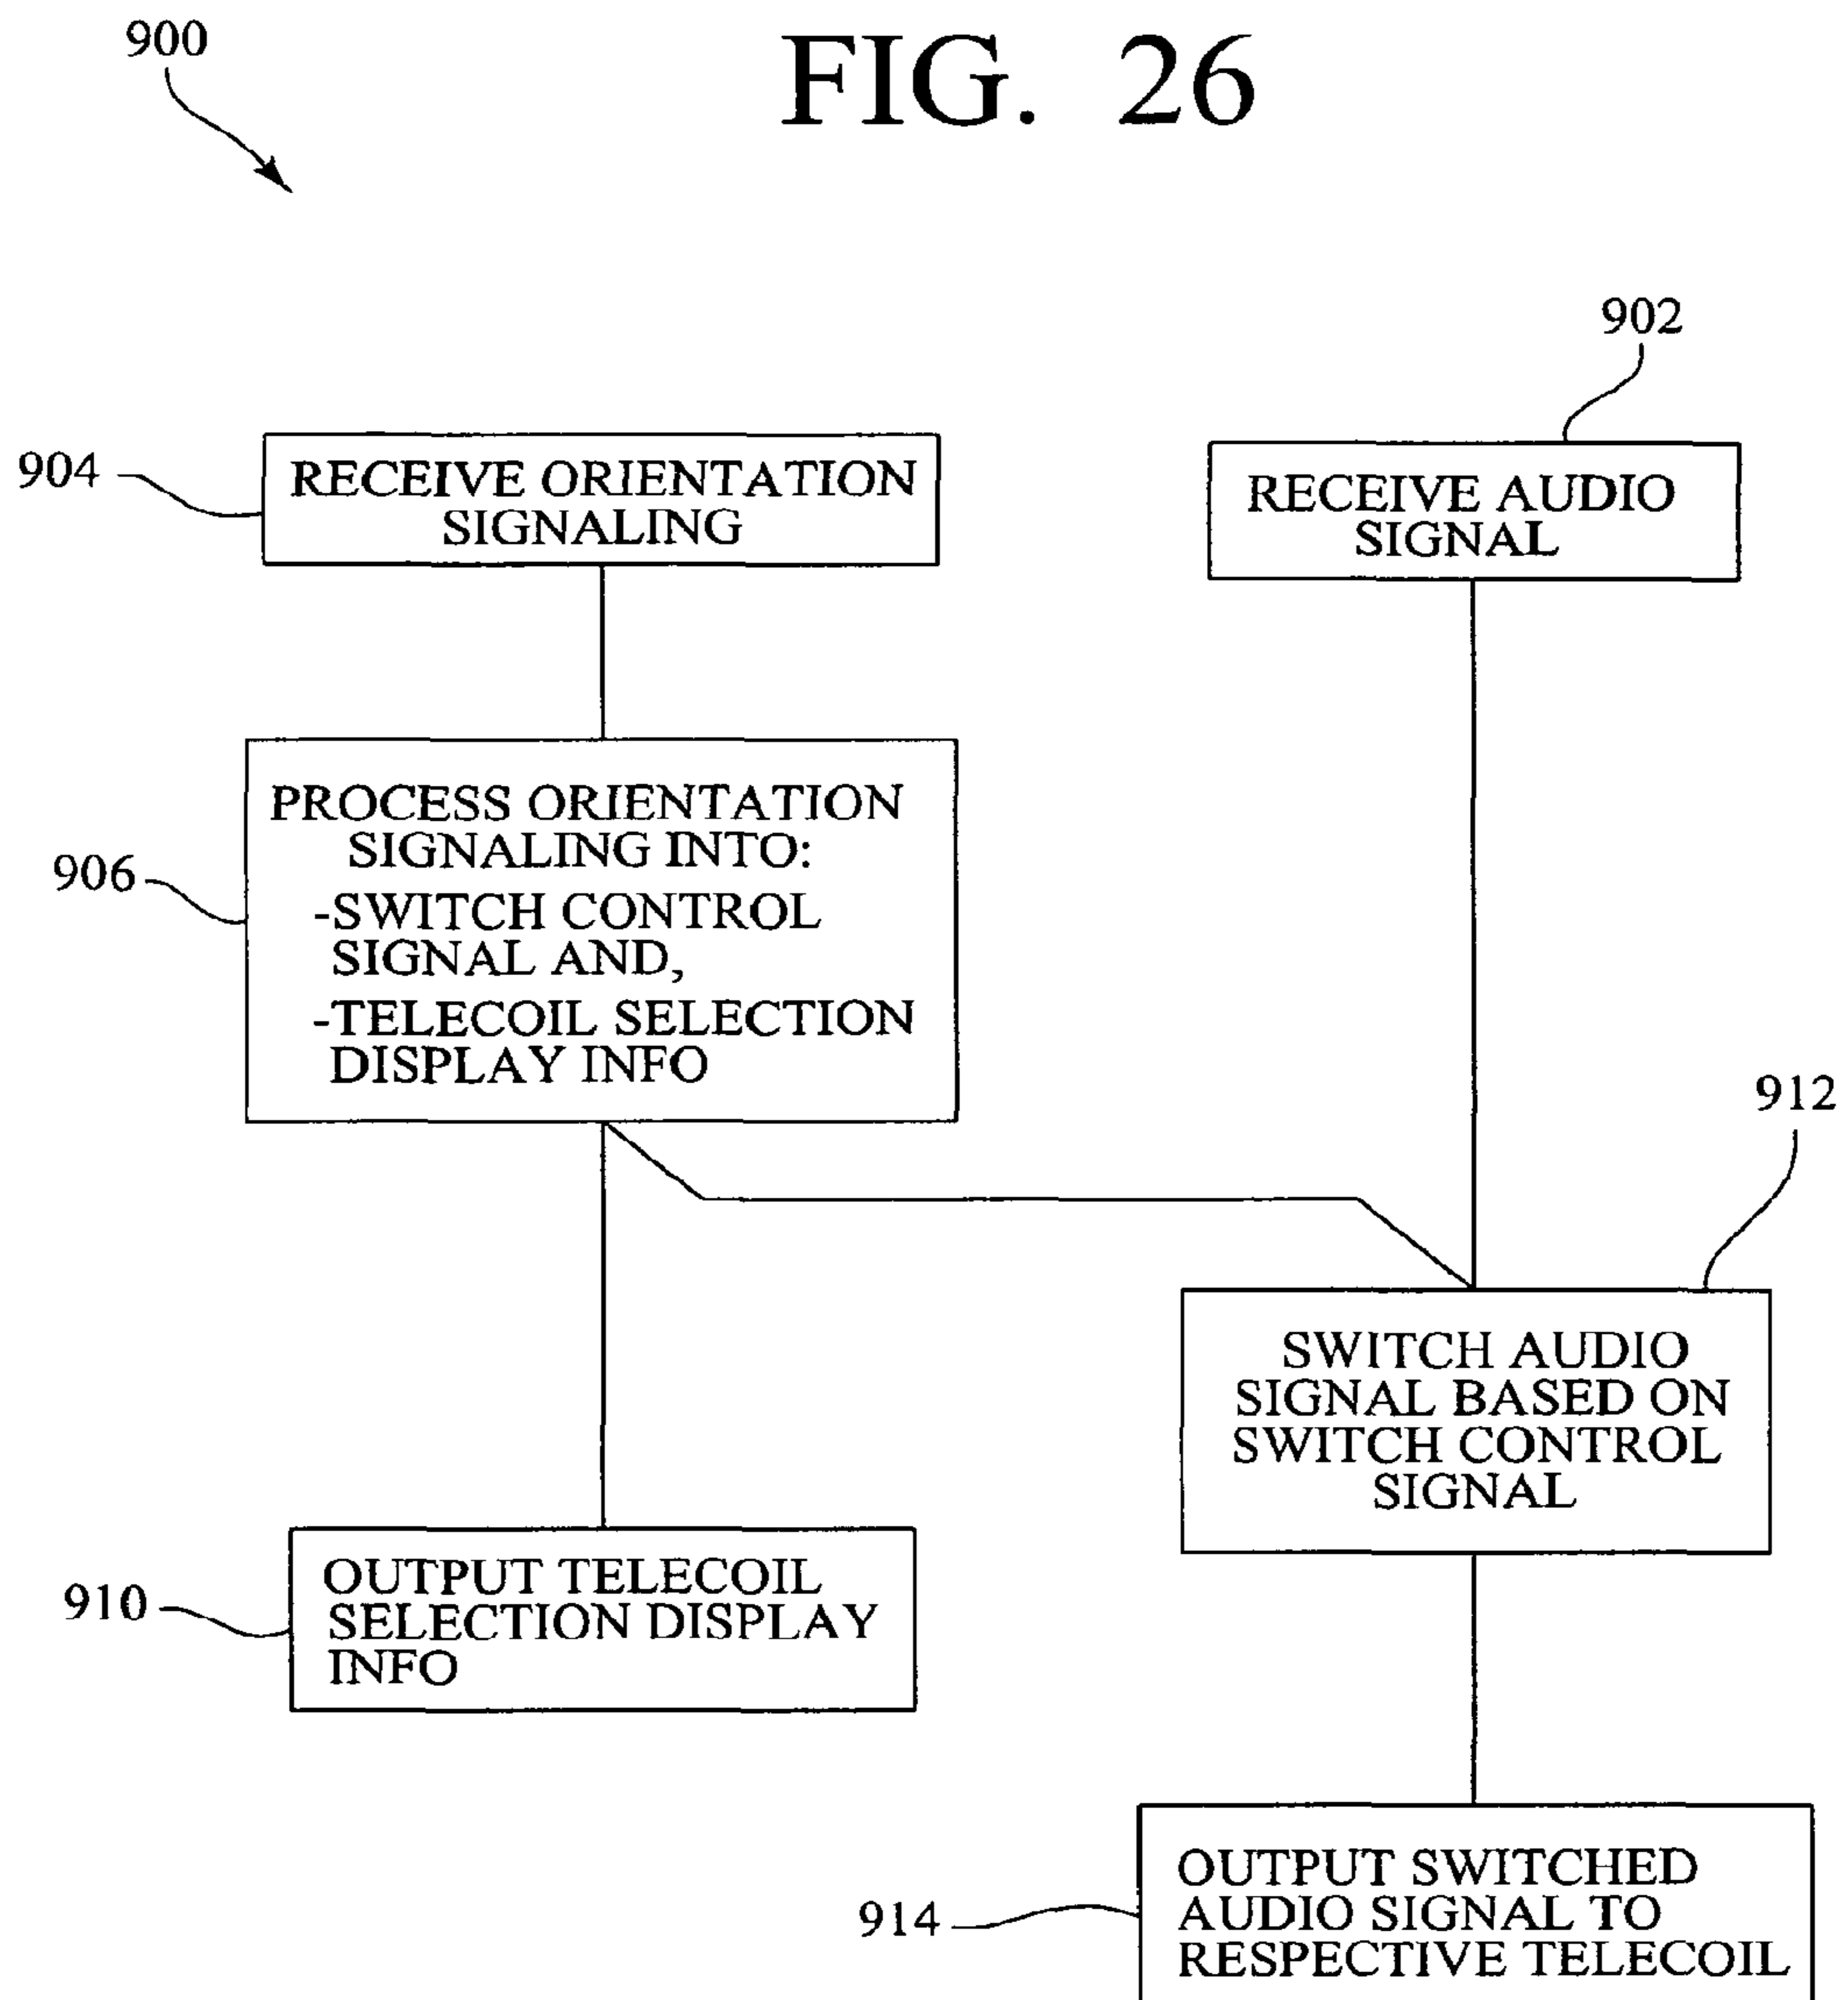 900
FIG. 26
902
904
RECEIVE ORIENTATION
SIGNALING
RECEIVE AUDIO
SIGNAL
906
PROCESS ORIENTATION
SIGNALING INTO:
-SWITCH CONTROL
SIGNAL AND,
-TELECOIL SELECTION
DISPLAY INFO
912
SWITCH AUDIO
SIGNAL BASED ON
SWITCH CONTROL
SIGNAL
910
OUTPUT TELECOIL
SELECTION DISPLAY
INFO
914
OUTPUT SWITCHED
AUDIO SIGNAL TO
RESPECTIVE TELECOIL